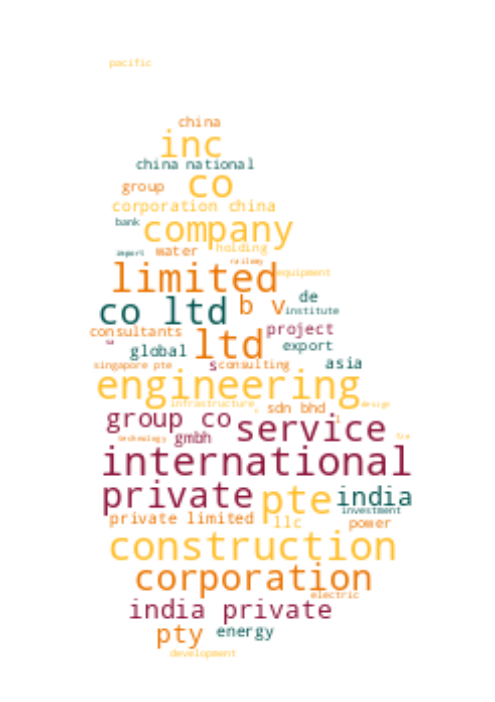 pacific
china
inc
china national
group co
corporation china
bank company
import water holding
railway
limited equipment
co ltd b v de
institute
consultants ltd project
global export
singapore pte s consulting asia
engineering
infrastructure sdn bhd design
group co service
technology gmbh
international
private pte india
investment
private limited llc power
construction
corporation
electric
india private
pty energy
development